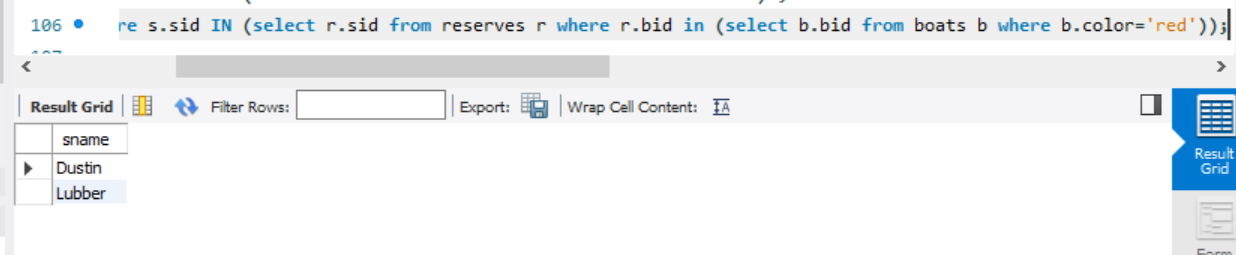 106 re s.sid IN (select r.sid from reserves r where r.bid in (select b.bid from boats b where b.color='red'));
Result Grid Filter Rows: Export: Wrap Cell Content: IA
sname
Dustin
Lubber
Result
Grid